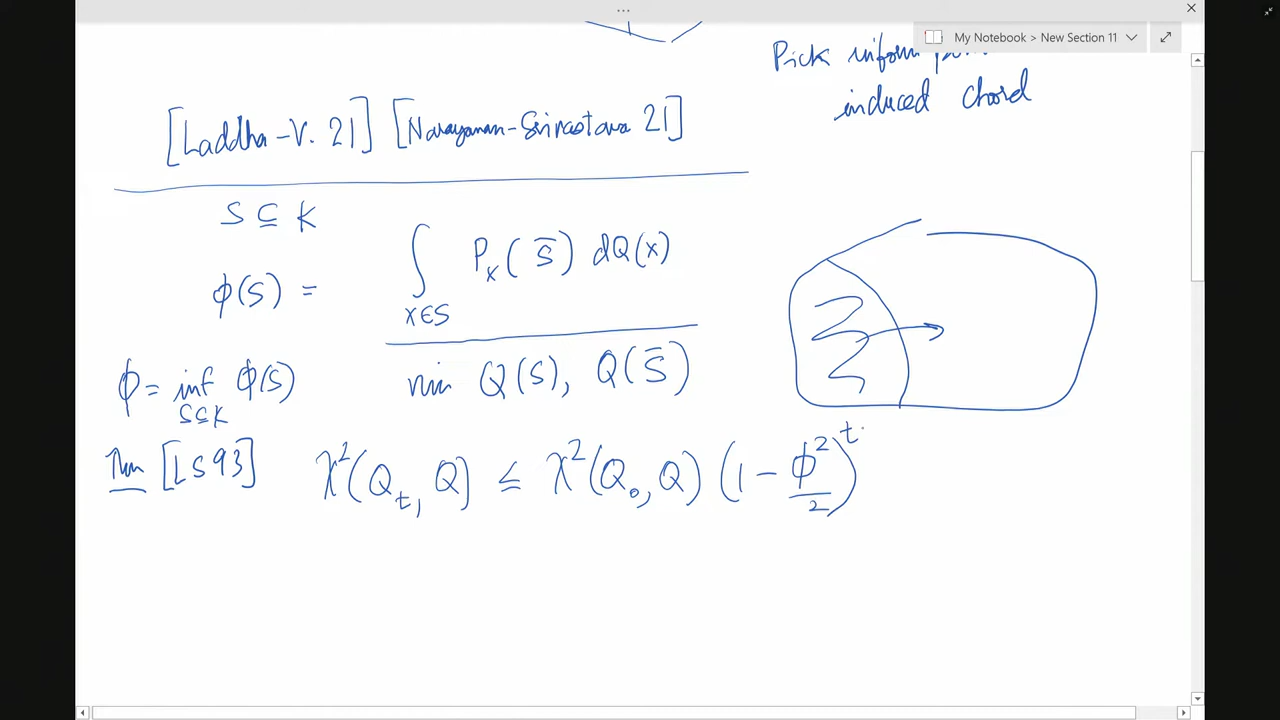 My Notebook > New Section 11
Pick
induced chord
[Laddha-V. 21] [Narayanan-Srivastava 21]
S ⊆ K
ϕ(S) = ∫_{x∈S} P_x(S̄) dQ(x) / min Q(S), Q(S̄)
ϕ = inf_{S⊆K} ϕ(S)
Thm [LS93] χ²(Q_t, Q) ≤ χ²(Q_0, Q) (1 - ϕ²/2)^t.